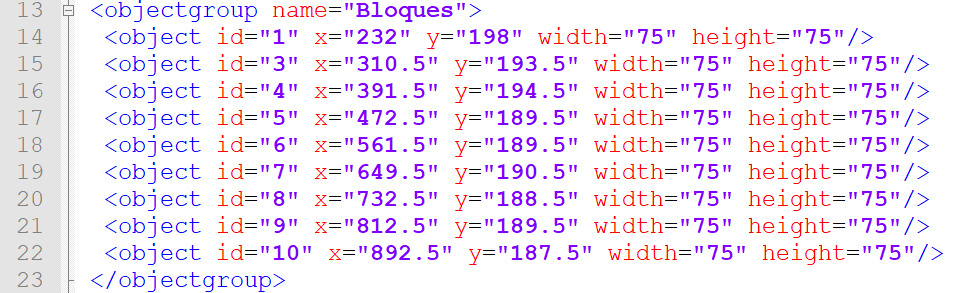 13 <objectgroup name="Bloques">
14 <object id="1" x="232" y="198" width="75" height="75"/>
15 <object id="3" x="310.5" y="193.5" width="75" height="75"/>
16 <object id="4" x="391.5" y="194.5" width="75" height="75"/>
17 <object id="5" x="472.5" y="189.5" width="75" height="75"/>
18 <object id="6" x="561.5" y="189.5" width="75" height="75"/>
19 <object id="7" x="649.5" y="190.5" width="75" height="75"/>
20 <object id="8" x="732.5" y="188.5" width="75" height="75"/>
21 <object id="9" x="812.5" y="189.5" width="75" height="75"/>
22 <object id="10" x="892.5" y="187.5" width="75" height="75"/>
23 </objectgroup>